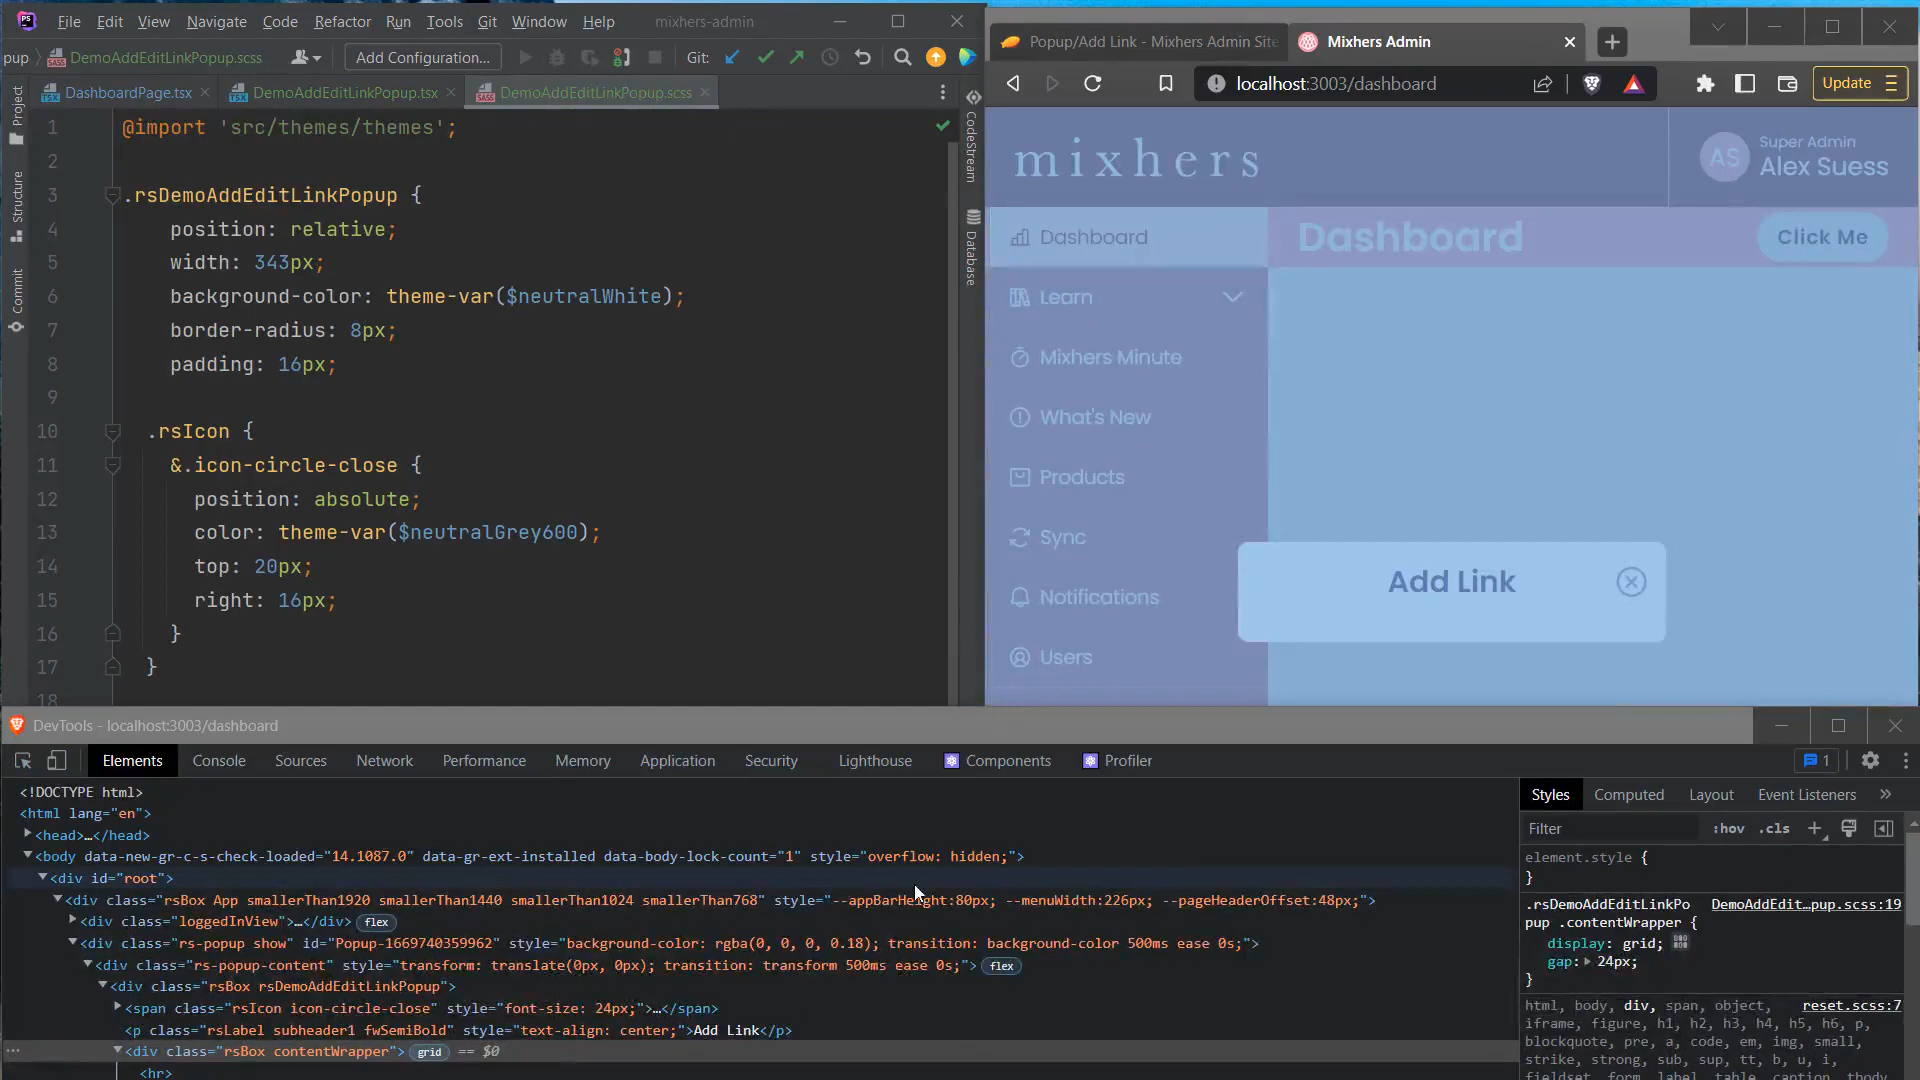 File Edit View Navigate Code Refactor Run Tools Git Window Help mixhers-admin
pup DemoAddEditLinkPopup.scss Add Configuration... Git:
DashboardPage.tsx DemoAddEditLinkPopup.tsx DemoAddEditLinkPopup.scss
Project
Structure
Commit
CodeStream
Database
1 @import 'src/themes/themes';
2
3 .rsDemoAddEditLinkPopup {
4 position: relative;
5 width: 343px;
6 background-color: theme-var($neutralWhite);
7 border-radius: 8px;
8 padding: 16px;
9
10 .rsIcon {
11 &.icon-circle-close {
12 position: absolute;
13 color: theme-var($neutralGrey600);
14 top: 20px;
15 right: 16px;
16 }
17 }
18
Popup/Add Link - Mixhers Admin Site
Mixhers Admin
localhost:3003/dashboard
Update
mixhers
AS
Super Admin
Alex Suess
Dashboard
Dashboard
Click Me
Learn
Mixhers Minute
What's New
Products
Sync
Notifications
Users
Add Link
DevTools - localhost:3003/dashboard
Elements Console Sources Network Performance Memory Application Security Lighthouse Components Profiler 1
<!DOCTYPE html>
<html lang="en">
<head>…</head>
<body data-new-gr-c-s-check-loaded="14.1087.0" data-gr-ext-installed data-body-lock-count="1" style="overflow: hidden;">
<div id="root">
<div class="rsBox App smallerThan1920 smallerThan1440 smallerThan1024 smallerThan768" style="--appBarHeight:80px; --menuWidth:226px; --pageHeaderOffset:48px;">
<div class="loggedInView">…</div> flex
<div class="rs-popup show" id="Popup-1669740359962" style="background-color: rgba(0, 0, 0, 0.18); transition: background-color 500ms ease 0s;">
<div class="rs-popup-content" style="transform: translate(0px, 0px); transition: transform 500ms ease 0s;"> flex
<div class="rsBox rsDemoAddEditLinkPopup">
<span class="rsIcon icon-circle-close" style="font-size: 24px;">…</span>
<p class="rsLabel subheader1 fwSemiBold" style="text-align: center;">Add Link</p>
<div class="rsBox contentWrapper"> grid == $0
<hr>
Styles Computed Layout Event Listeners
Filter :hov .cls
element.style {
}
.rsDemoAddEditLinkPo DemoAddEdit…pup.scss:19
pup .contentWrapper {
display: grid;
gap: 24px;
}
html, body, div, span, object, reset.scss:7
iframe, figure, h1, h2, h3, h4, h5, h6, p,
blockquote, pre, a, code, em, img, small,
strike, strong, sub, sup, tt, b, u, i,
fieldset, form, label, table, caption, tbody